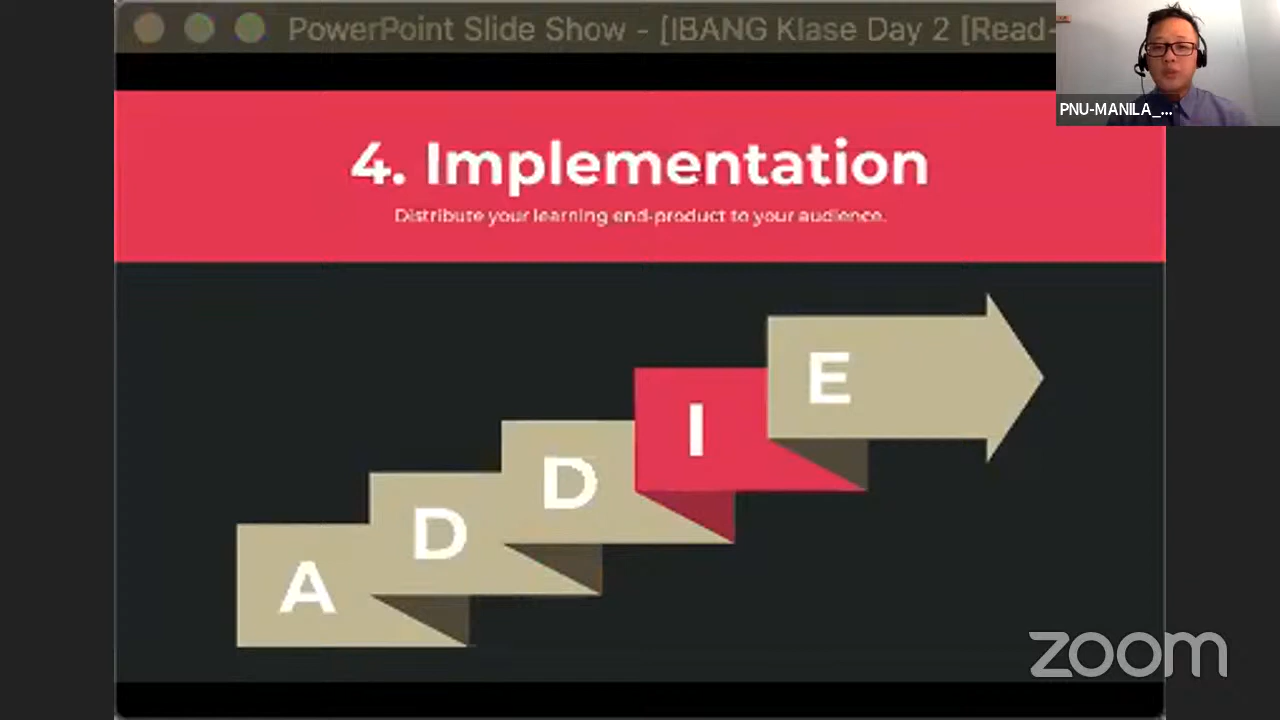 PowerPoint Slide Show - [IBANG Klase Day 2 [Read-
PNU-MANILA_...
4. Implementation
Distribute your learning end-product to your audience.
E
I
D
D
A
zoom